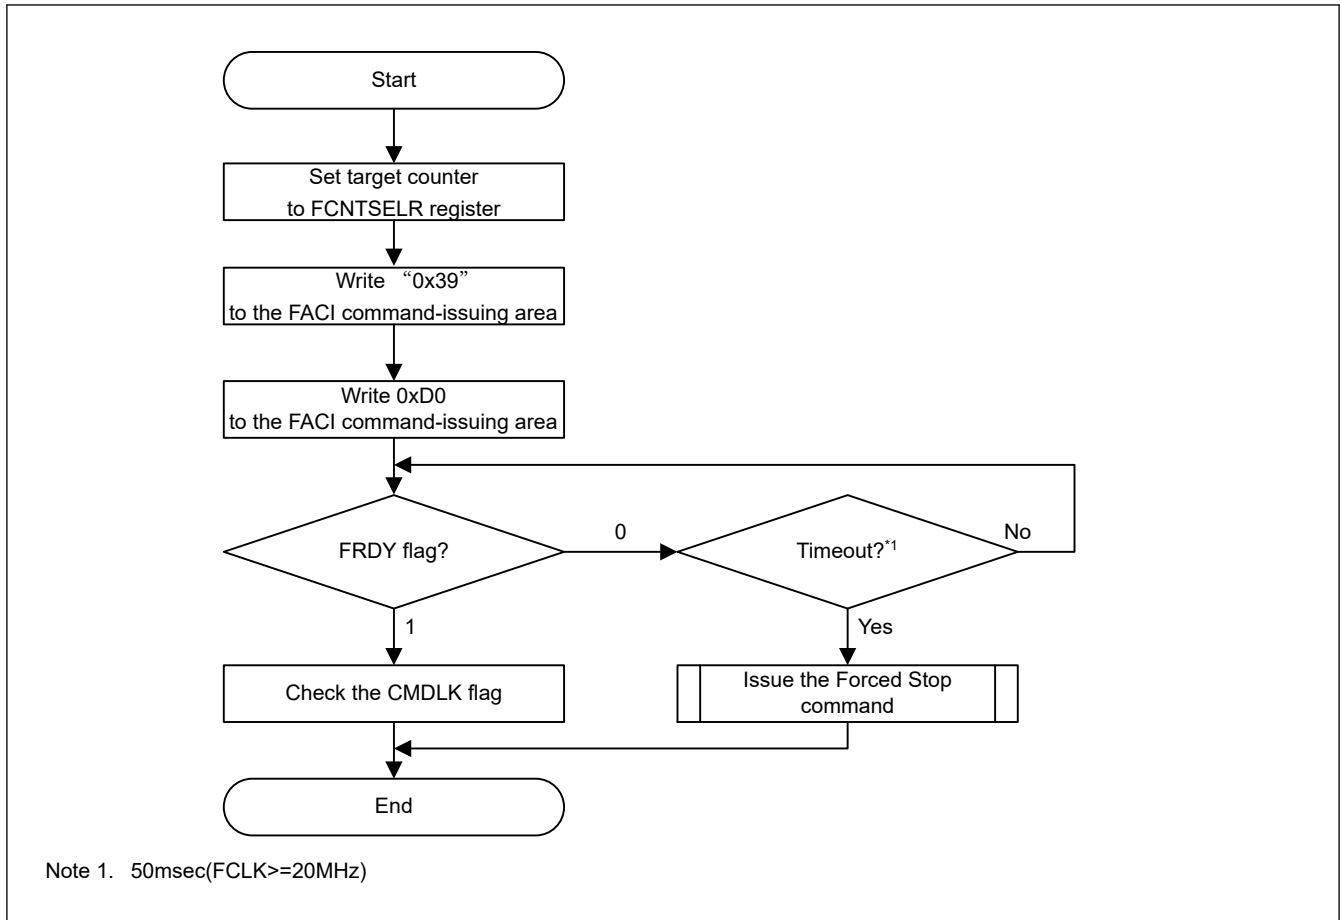 Start
Set target counter
to FCNTSELR register
Write “0x39”
to the FACI command-issuing area
Write 0xD0
to the FACI command-issuing area
FRDY flag?
0
Timeout?*1
No
1
Yes
Check the CMDLK flag
Issue the Forced Stop
command
End
Note 1. 50msec(FCLK>=20MHz)